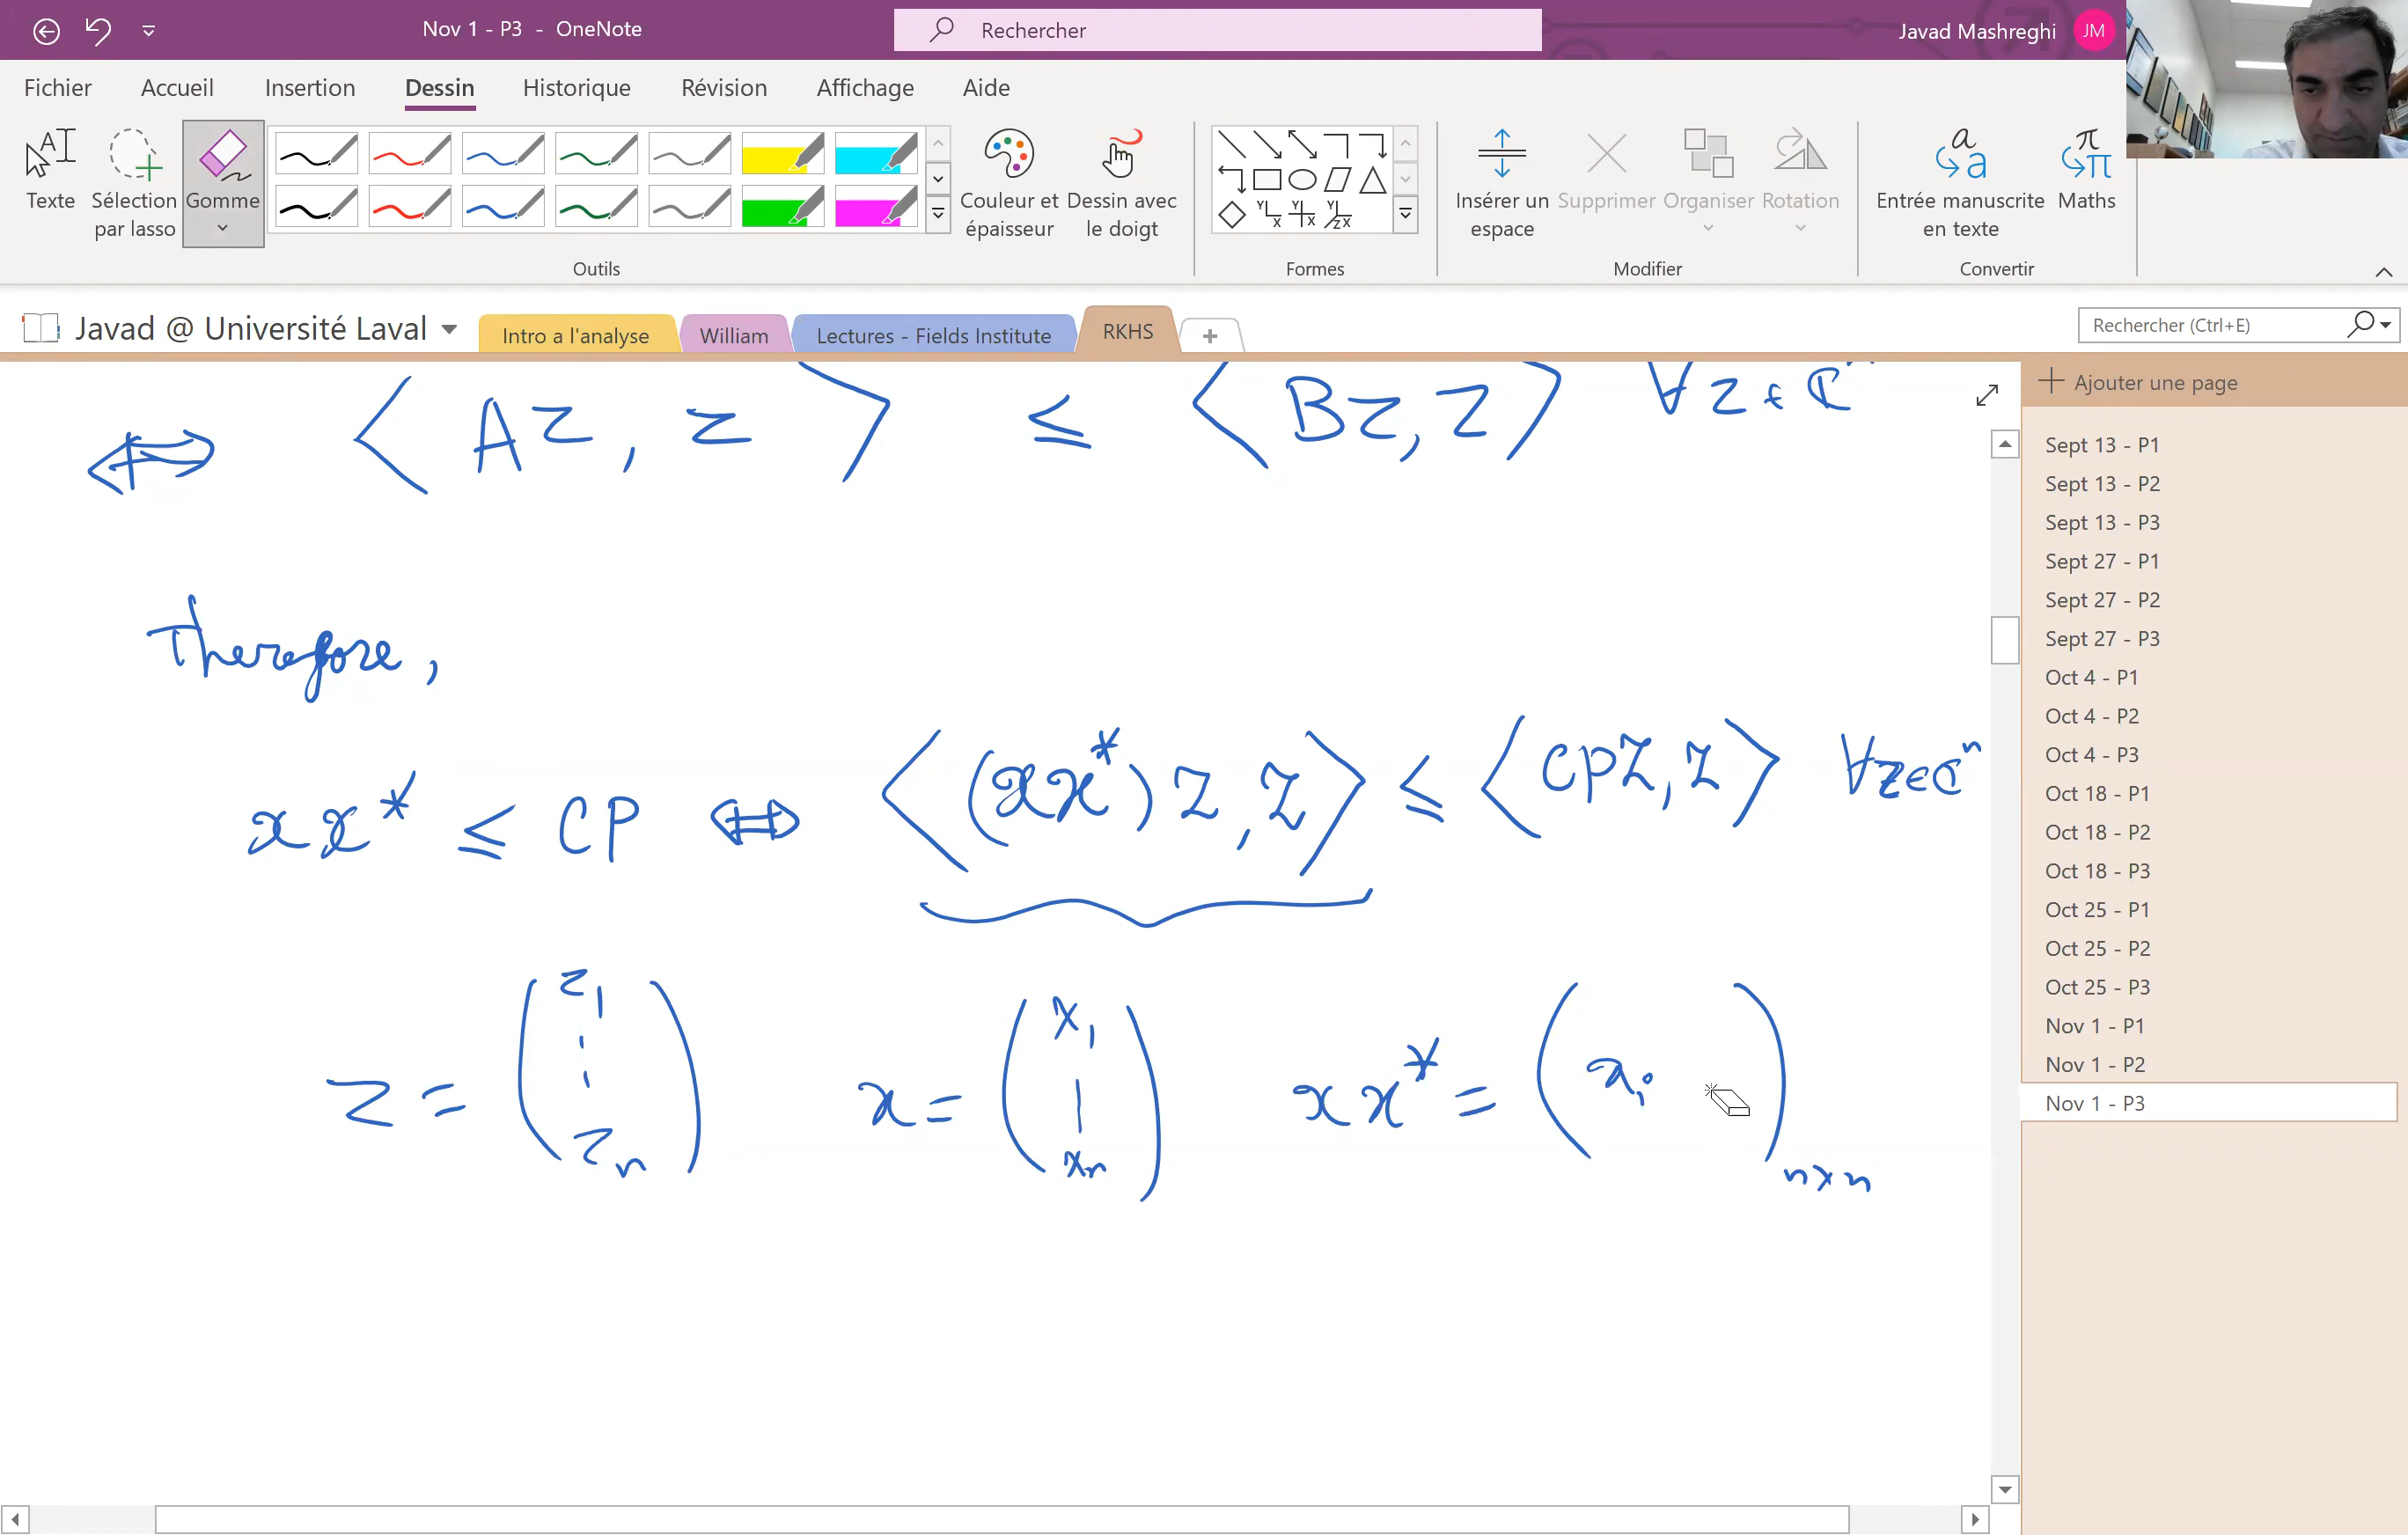 Nov 1 - P3 - OneNote
Rechercher
Javad Mashreghi JM
Fichier Accueil Insertion Dessin Historique Révision Affichage Aide
Texte
Sélection par lasso
Gomme
Couleur et épaisseur
Dessin avec le doigt
Insérer un espace
Supprimer
Organiser
Rotation
Entrée manuscrite en texte
Maths
Outils Formes Modifier Convertir
Javad @ Université Laval
Intro a l'analyse William Lectures - Fields Institute RKHS
Rechercher (Ctrl+E)
Ajouter une page
Sept 13 - P1
Sept 13 - P2
Sept 13 - P3
Sept 27 - P1
Sept 27 - P2
Sept 27 - P3
Oct 4 - P1
Oct 4 - P2
Oct 4 - P3
Oct 18 - P1
Oct 18 - P2
Oct 18 - P3
Oct 25 - P1
Oct 25 - P2
Oct 25 - P3
Nov 1 - P1
Nov 1 - P2
Nov 1 - P3
⟺ ⟨Az, z⟩ ≤ ⟨Bz, z⟩ ∀ z ∈ ℂⁿ
Therefore,
xx* ≤ CP ⟺ ⟨(xx*)z, z⟩ ≤ ⟨CPz, z⟩ ∀z∈ℂⁿ
z = (z₁ ⋮ zₙ) x = (x₁ | xₙ) xx* = (xᵢ )ₙₓₙ